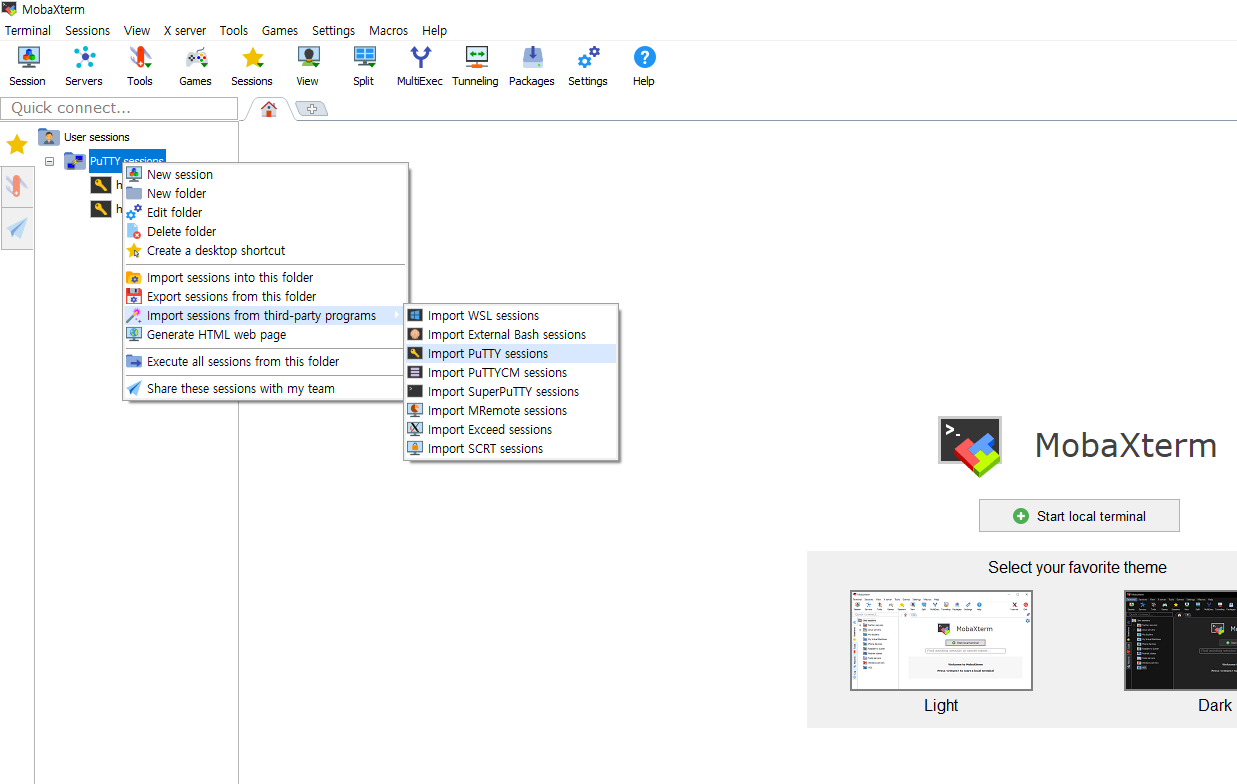 MobaXterm
Terminal Sessions View X server Tools Games Settings Macros Help
Session Servers Tools Games Sessions View Split MultiExec Tunneling Packages Settings Help
Quick connect...
User sessions
PuTTY sessions
h
h
New session
New folder
Edit folder
Delete folder
Create a desktop shortcut
Import sessions into this folder
Export sessions from this folder
Import sessions from third-party programs
Generate HTML web page
Execute all sessions from this folder
Share these sessions with my team
Import WSL sessions
Import External Bash sessions
Import PuTTY sessions
Import PuTTYCM sessions
Import SuperPuTTY sessions
Import MRemote sessions
Import Exceed sessions
Import SCRT sessions
MobaXterm
Start local terminal
Select your favorite theme
MobaXterm
Light
Dark